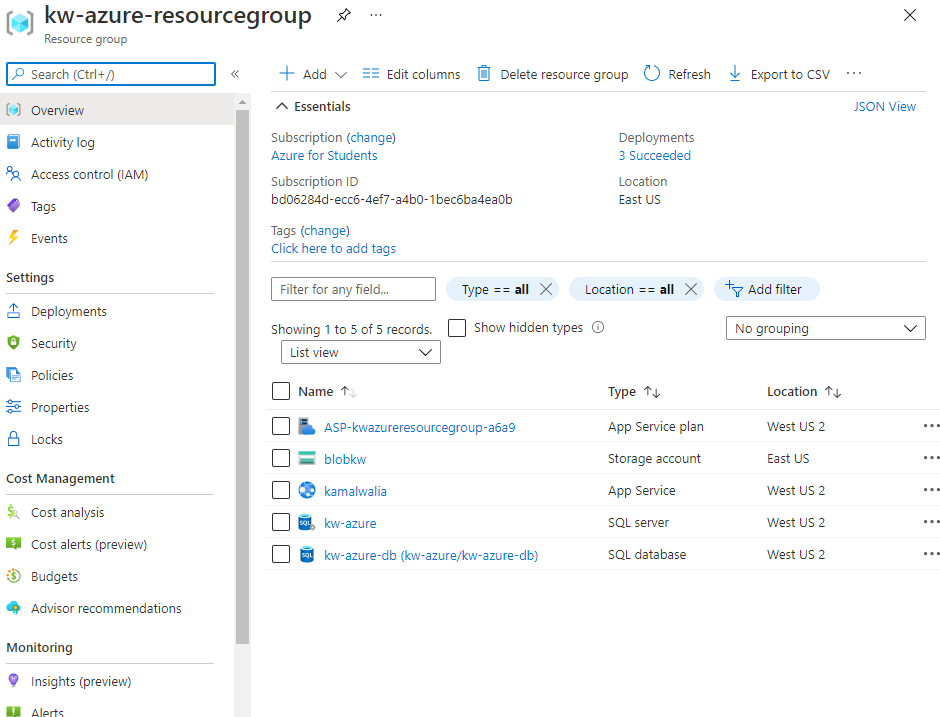 kw-azure-resourcegroup
Resource group
Search (Ctrl+/)
Overview
Activity log
Access control (IAM)
Tags
Events
Settings
Deployments
Security
Policies
Properties
Locks
Cost Management
Cost analysis
Cost alerts (preview)
Budgets
Advisor recommendations
Monitoring
Insights (preview)
Alerts
Add Edit columns Delete resource group Refresh Export to CSV
Essentials JSON View
Subscription (change) Deployments
Azure for Students 3 Succeeded
Subscription ID Location
bd06284d-ecc6-4ef7-a4b0-1bec6ba4ea0b East US
Tags (change)
Click here to add tags
Filter for any field... Type == all Location == all Add filter
Showing 1 to 5 of 5 records. Show hidden types No grouping
List view
Name Type Location
ASP-kwazureresourcegroup-a6a9 App Service plan West US 2
blobkw Storage account East US
kamalwalia App Service West US 2
SQL kw-azure SQL server West US 2
SQL kw-azure-db (kw-azure/kw-azure-db) SQL database West US 2